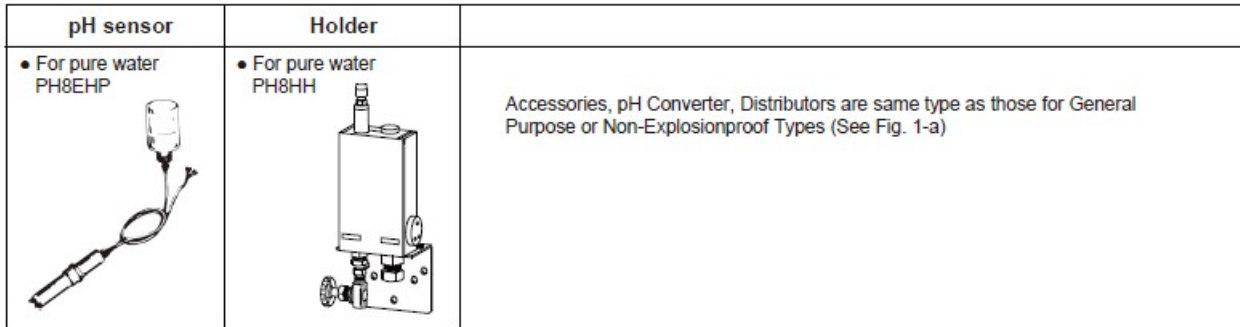 pH sensor
Holder
● For pure water
PH8EHP
● For pure water
PH8HH
Accessories, pH Converter, Distributors are same type as those for General
Purpose or Non-Explosionproof Types (See Fig. 1-a)